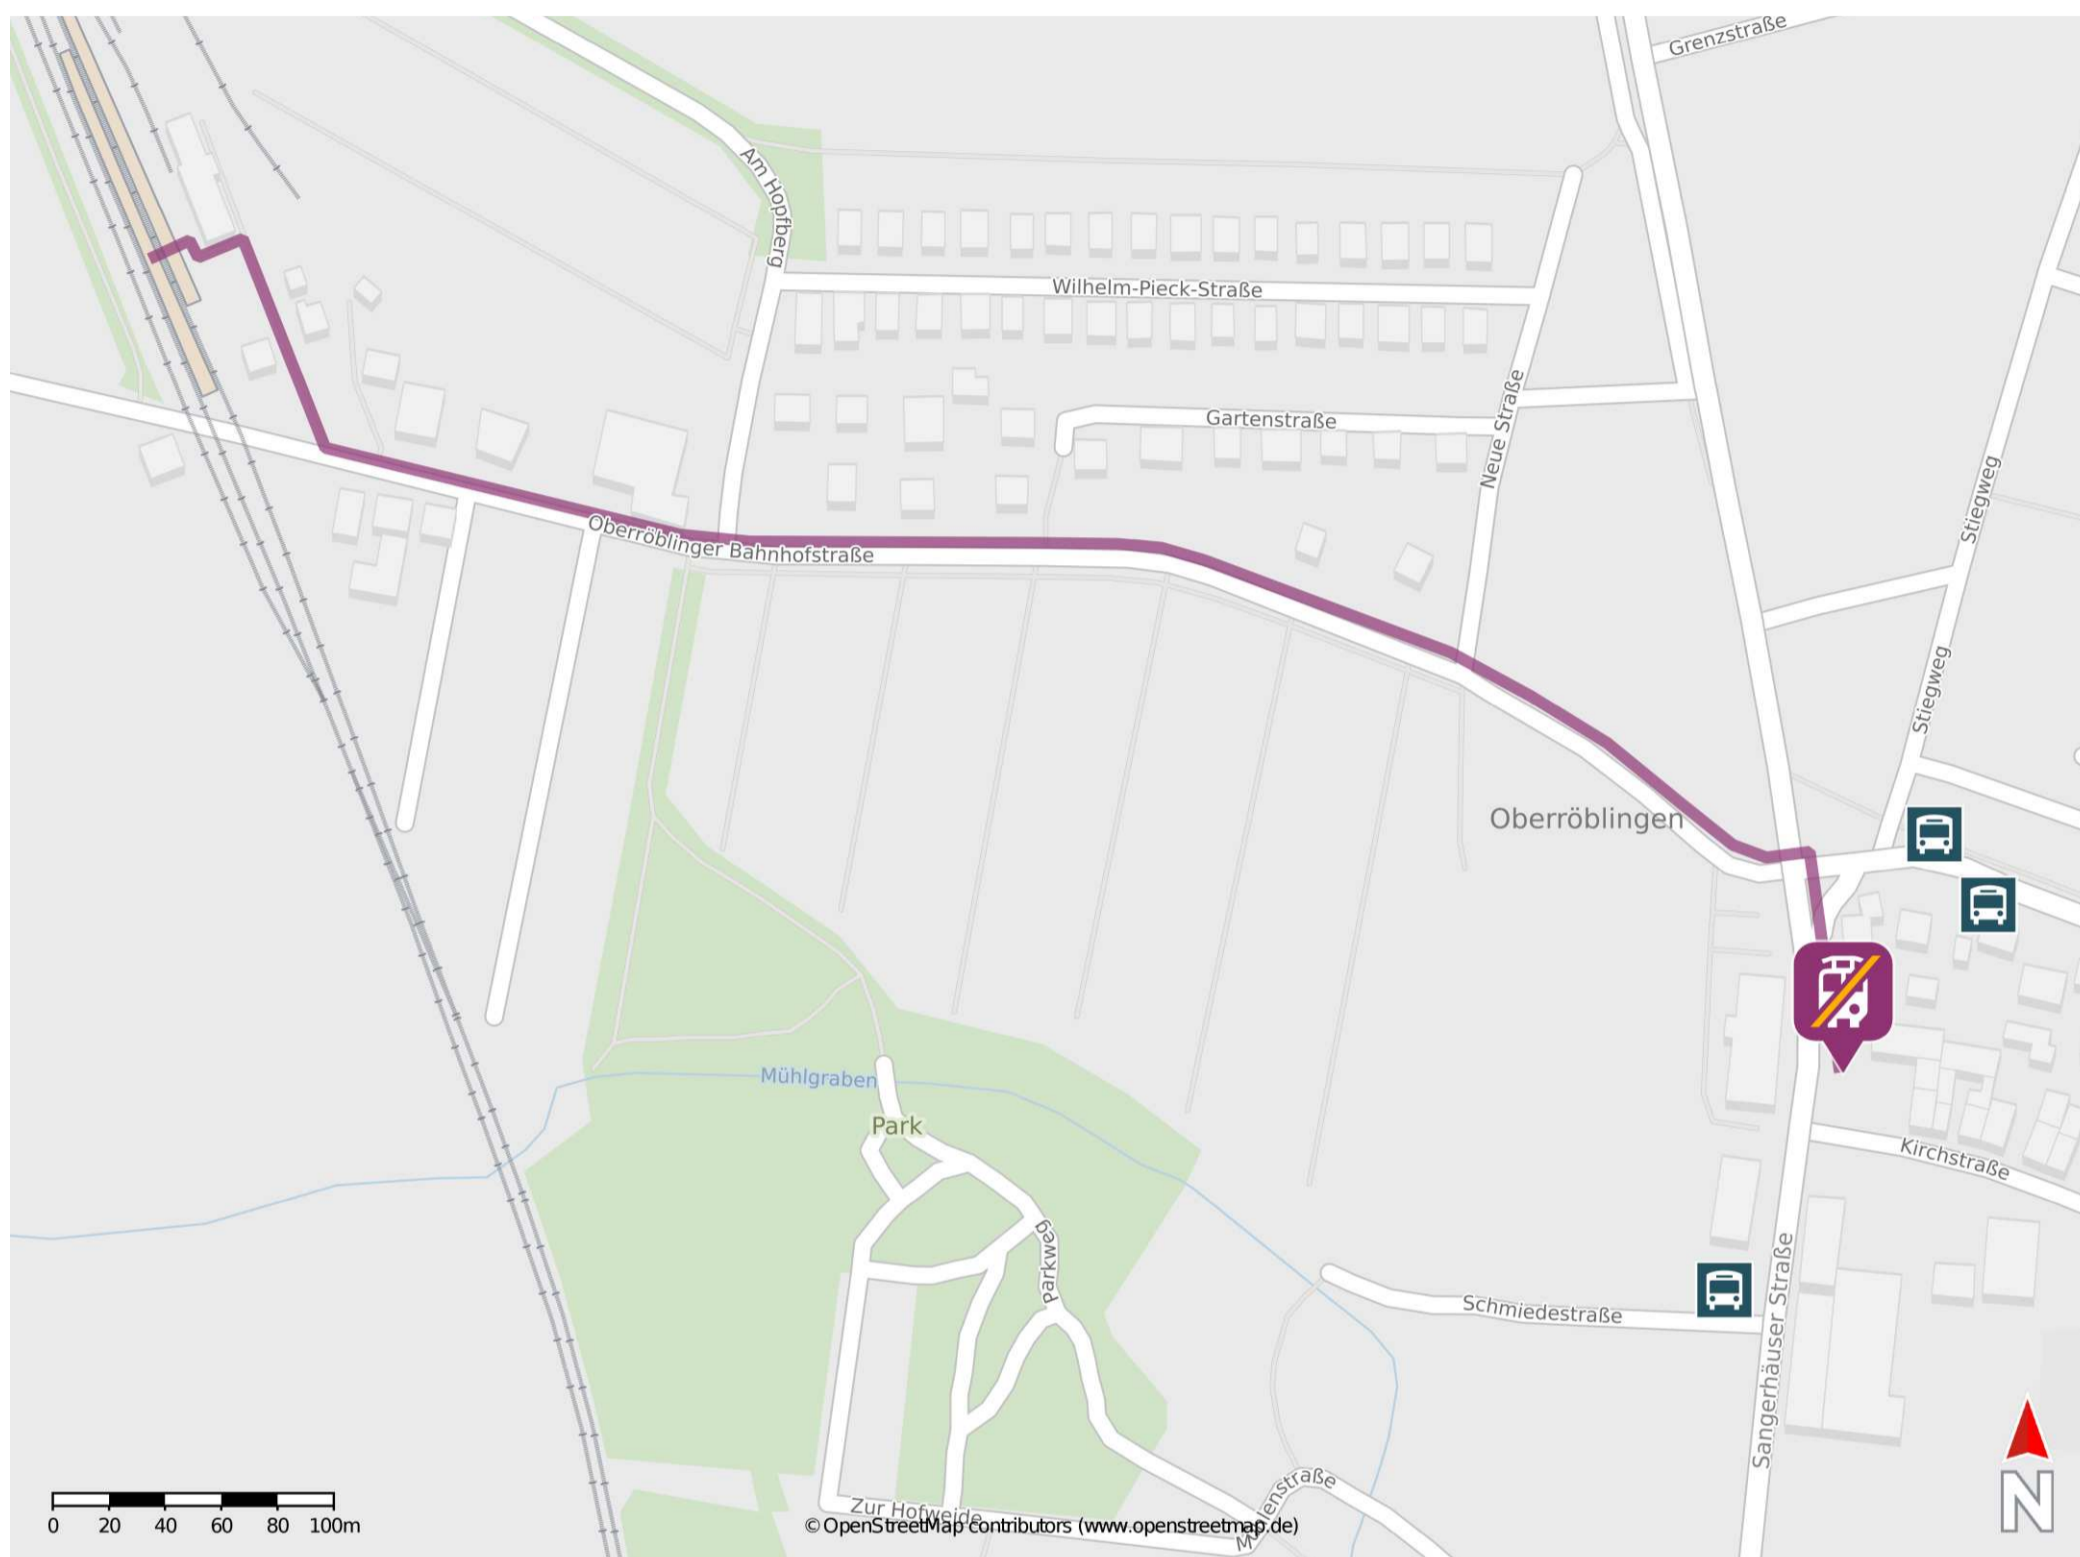 Grenzstraße
Am Hopfberg
Wilhelm-Pieck-Straße
Gartenstraße
Neue Straße
Stiegweg
Oberröblinger Bahnhofstraße
Stiegweg
Oberröblingen
Mühlgraben
Park
Kirchstraße
Parkweg
Schmiedestraße
Sangerhäuser Straße
Zur Hofweide
0 20 40 60 80 100m
© OpenStreetMap contributors (www.openstreetmap.de)
N